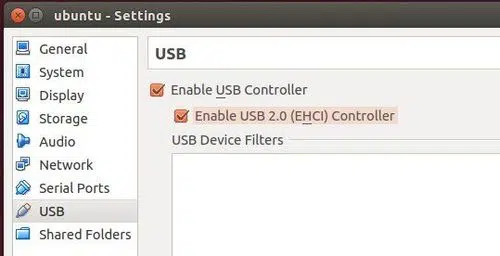 ubuntu - Settings
General
System
Display
Storage
Audio
Network
Serial Ports
USB
Shared Folders
USB
Enable USB Controller
Enable USB 2.0 (EHCI) Controller
USB Device Filters